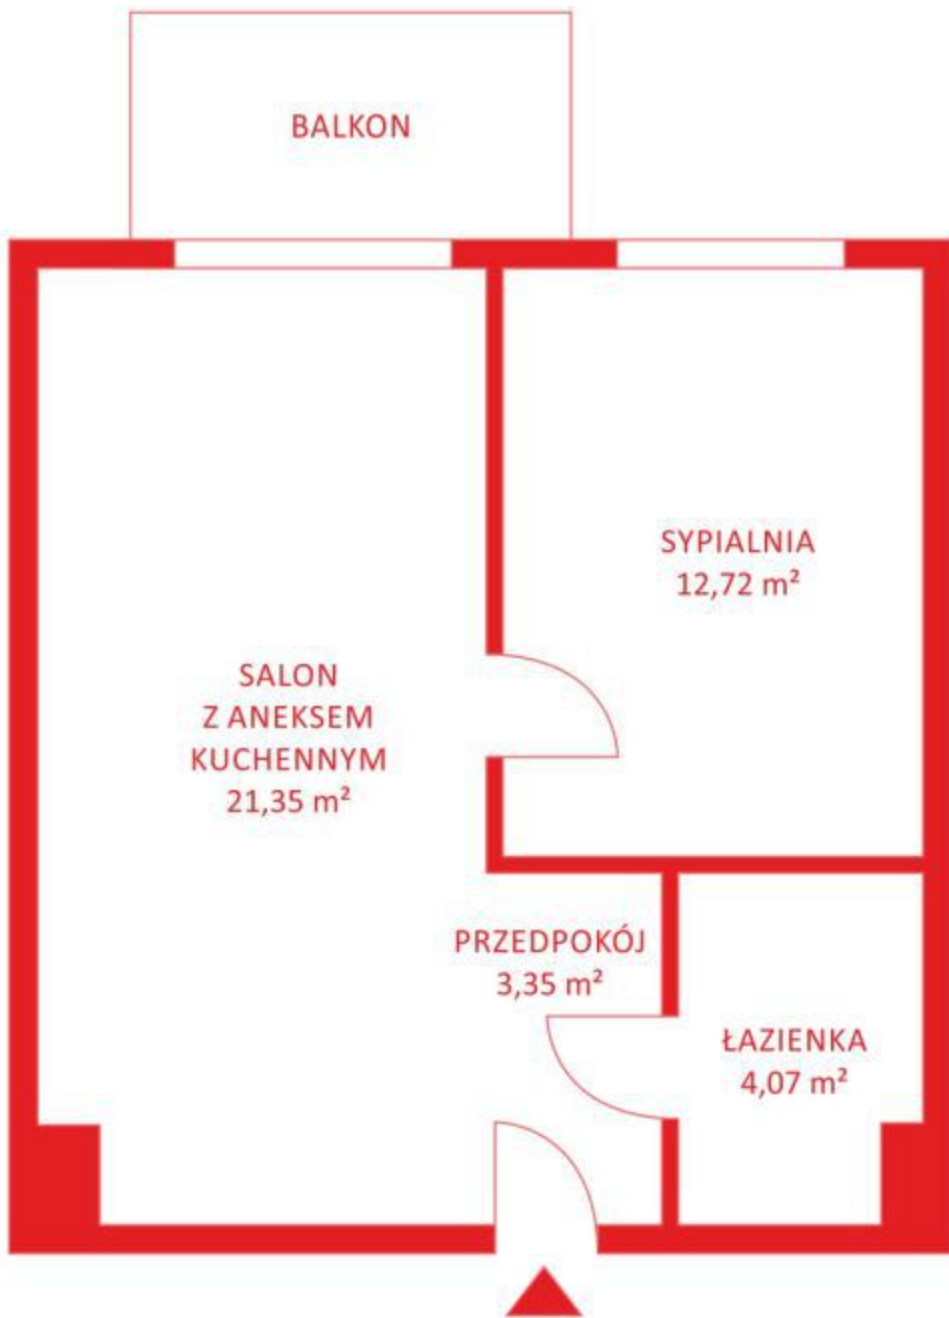 BALKON
SYPIALNIA
12,72 m²
SALON
Z ANEKSEM
KUCHENNYM
21,35 m²
PRZEDPOKÓJ
3,35 m²
ŁAZIENKA
4,07 m²